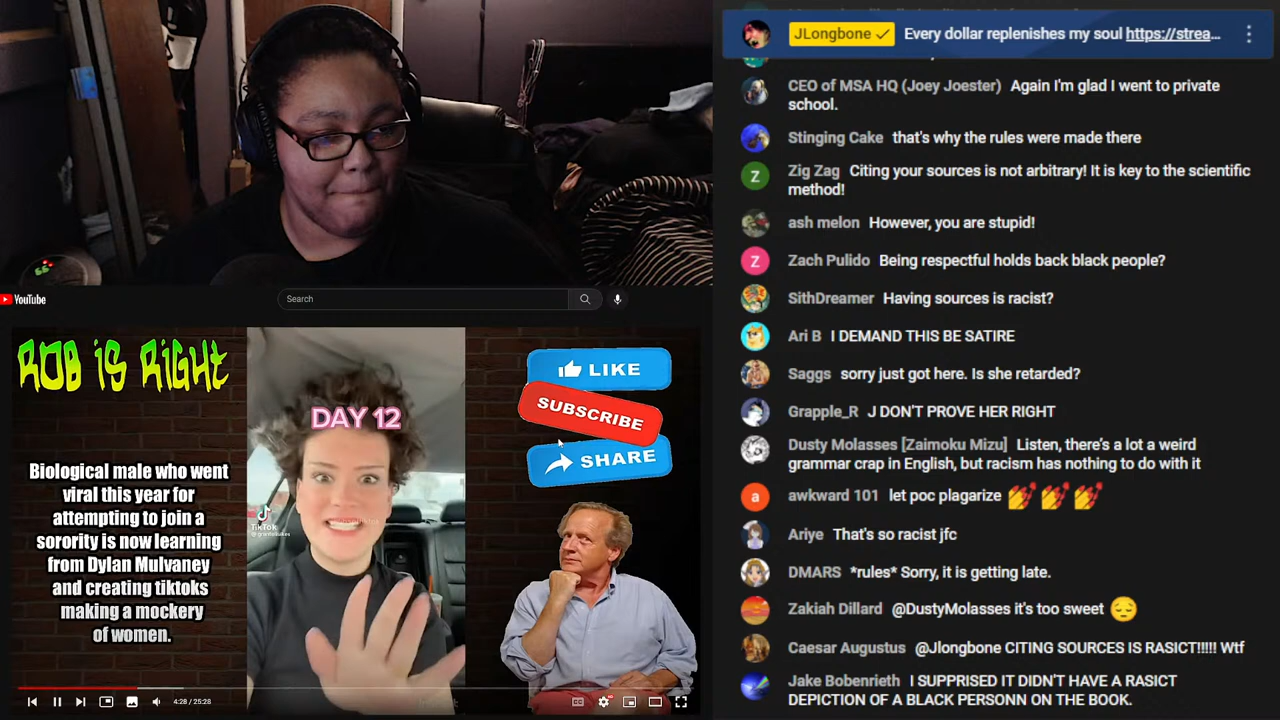 JLongbone Every dollar replenishes my soul https://strea...
CEO of MSA HQ (Joey Joester) Again I'm glad I went to private
school.
Stinging Cake that's why the rules were made there
Z Zig Zag Citing your sources is not arbitrary! It is key to the scientific
method!
ash melon However, you are stupid!
Z Zach Pulido Being respectful holds back black people?
SithDreamer Having sources is racist?
Ari B I DEMAND THIS BE SATIRE
Saggs sorry just got here. Is she retarded?
Grapple_R J DON'T PROVE HER RIGHT
Dusty Molasses [Zaimoku Mizu] Listen, there's a lot a weird
grammar crap in English, but racism has nothing to do with it
a awkward 101 let poc plagarize 💅 💅 💅
Ariye That's so racist jfc
DMARS *rules* Sorry, it is getting late.
Zakiah Dillard @DustyMolasses it's too sweet 😔
Caesar Augustus @Jlongbone CITING SOURCES IS RASICT!!!!! Wtf
Jake Bobenrieth I SUPRISED IT DIDN'T HAVE A RASICT
DEPICTION OF A BLACK PERSONN ON THE BOOK.
YouTube
Search
ROB iS RiGHT
Biological male who went
viral this year for
attempting to join a
sorority is now learning
from Dylan Mulvaney
and creating tiktoks
making a mockery
of women.
DAY 12
TikTok
LIKE
SUBSCRIBE
SHARE
4:28 / 25:28